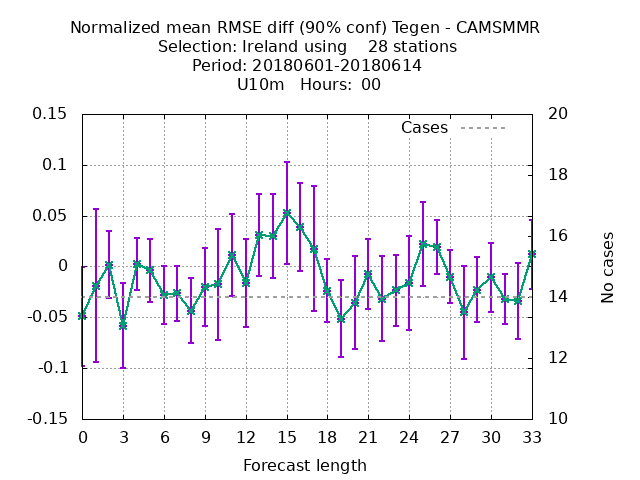 Normalized mean RMSE diff (90% conf) Tegen - CAMSMMR
Selection: Ireland using    28 stations
Period: 20180601-20180614
U10m   Hours:  00
0.15
0.1
0.05
0
-0.05
-0.1
-0.15
Cases
20
18
16
14
12
10
No cases
0 3 6 9 12 15 18 21 24 27 30 33
Forecast length